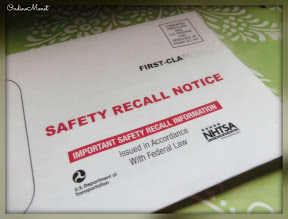 OndineMonet
FIRST-CLA
SAFETY RECALL NOTICE
IMPORTANT SAFETY RECALL INFORMATION
Issued in Accordance
With Federal Law
U.S. Department of
Transportation
NHTSA